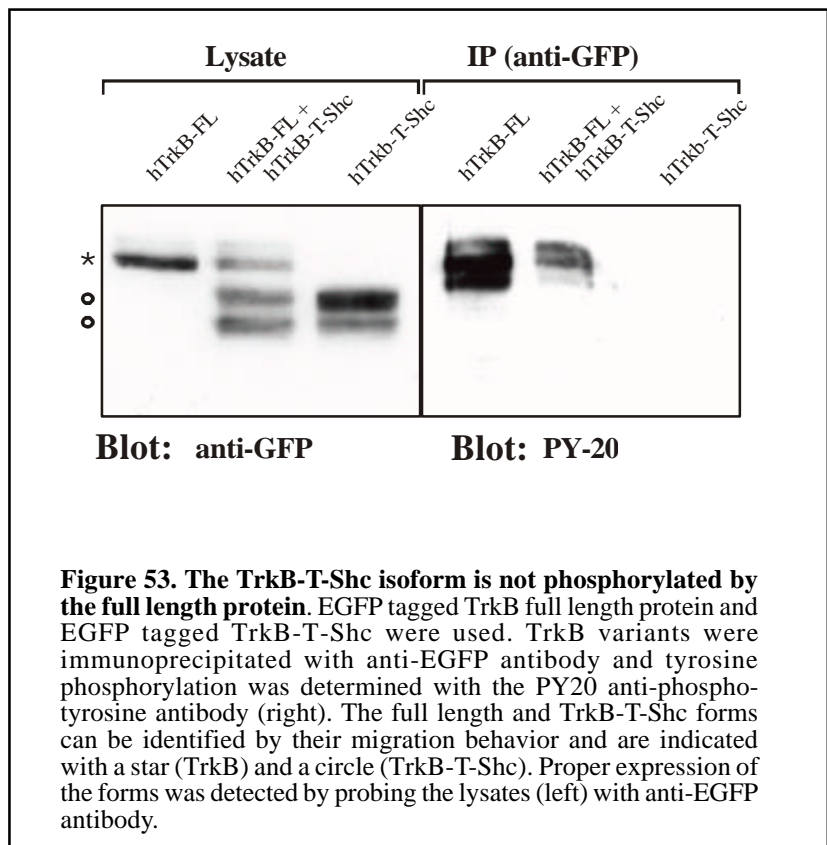 Lysate
IP (anti-GFP)
hTrkB-FL
hTrkB-FL +
hTrkB-T-Shc
hTrkb-T-Shc
hTrkB-FL
hTrkB-FL +
hTrkB-T-Shc
hTrkb-T-Shc
*
Blot: anti-GFP
Blot: PY-20
Figure 53. The TrkB-T-Shc isoform is not phosphorylated by
the full length protein. EGFP tagged TrkB full length protein and
EGFP tagged TrkB-T-Shc were used. TrkB variants were
immunoprecipitated with anti-EGFP antibody and tyrosine
phosphorylation was determined with the PY20 anti-phospho-
tyrosine antibody (right). The full length and TrkB-T-Shc forms
can be identified by their migration behavior and are indicated
with a star (TrkB) and a circle (TrkB-T-Shc). Proper expression of
the forms was detected by probing the lysates (left) with anti-EGFP
antibody.